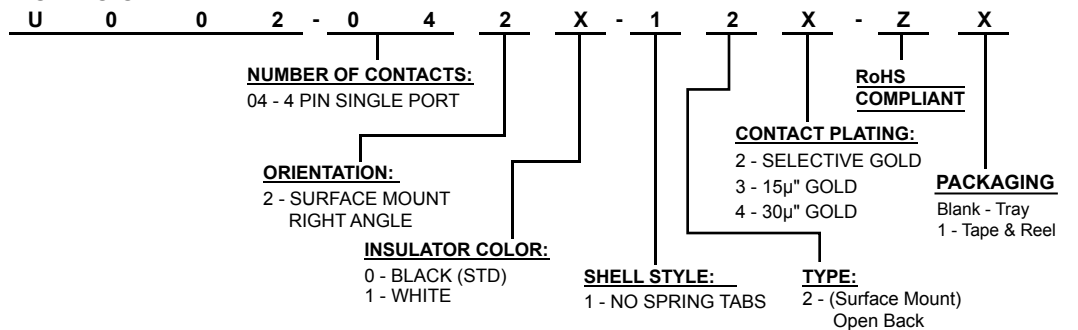 U 0 0 2 - 0 4 2 X - 1 2 X - Z X
NUMBER OF CONTACTS:
04 - 4 PIN SINGLE PORT
RoHS
COMPLIANT
CONTACT PLATING:
2 - SELECTIVE GOLD
3 - 15µ" GOLD
4 - 30µ" GOLD
ORIENTATION:
2 - SURFACE MOUNT
RIGHT ANGLE
PACKAGING
Blank - Tray
1 - Tape & Reel
INSULATOR COLOR:
0 - BLACK (STD)
1 - WHITE
SHELL STYLE:
1 - NO SPRING TABS
TYPE:
2 - (Surface Mount)
Open Back